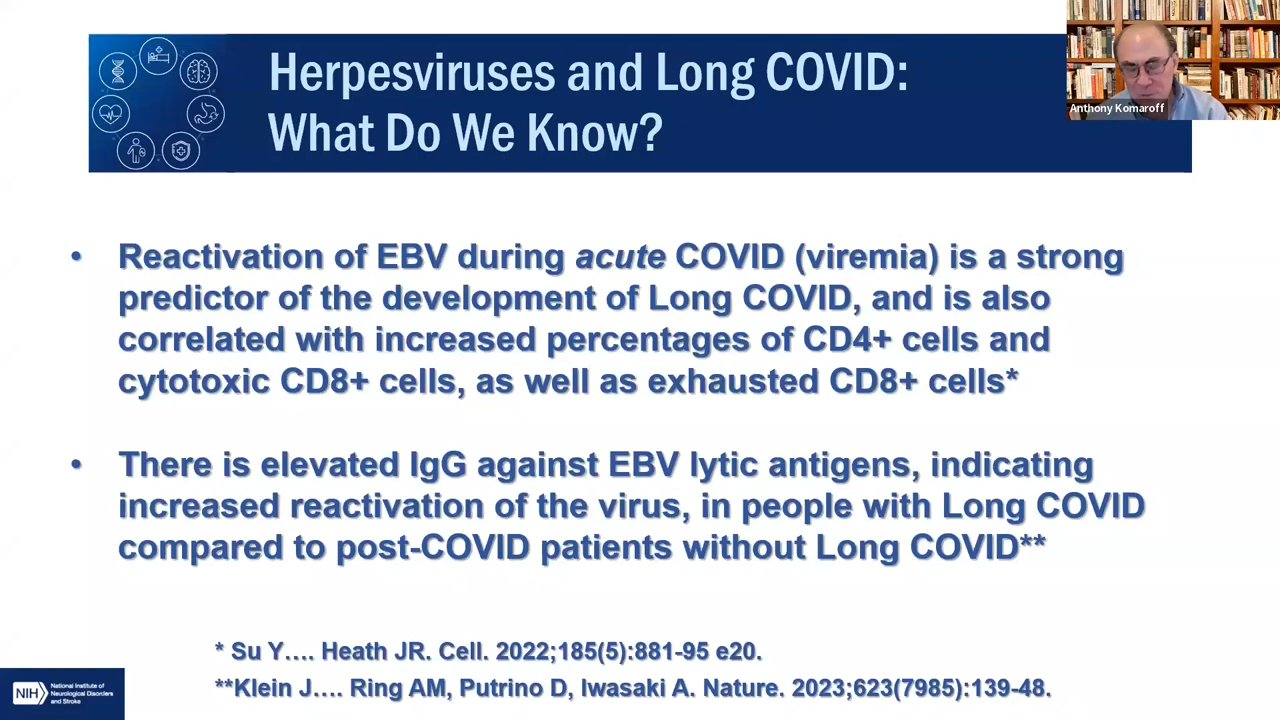 Herpesviruses and Long COVID:
What Do We Know?
Anthony Komaroff
• Reactivation of EBV during acute COVID (viremia) is a strong
predictor of the development of Long COVID, and is also
correlated with increased percentages of CD4+ cells and
cytotoxic CD8+ cells, as well as exhausted CD8+ cells*
• There is elevated IgG against EBV lytic antigens, indicating
increased reactivation of the virus, in people with Long COVID
compared to post-COVID patients without Long COVID**
* Su Y…. Heath JR. Cell. 2022;185(5):881-95 e20.
**Klein J…. Ring AM, Putrino D, Iwasaki A. Nature. 2023;623(7985):139-48.
NIH
National Institute of
Neurological Disorders
and Stroke